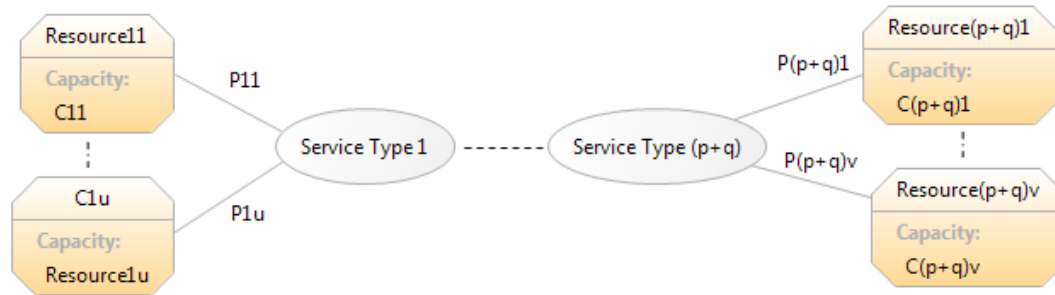 Resource11
Capacity:
C11
P11
C1u
Capacity:
Resource1u
P1u
Service Type 1
Service Type (p+q)
P(p+q)1
Resource(p+q)1
Capacity:
C(p+q)1
P(p+q)v
Resource(p+q)v
Capacity:
C(p+q)v